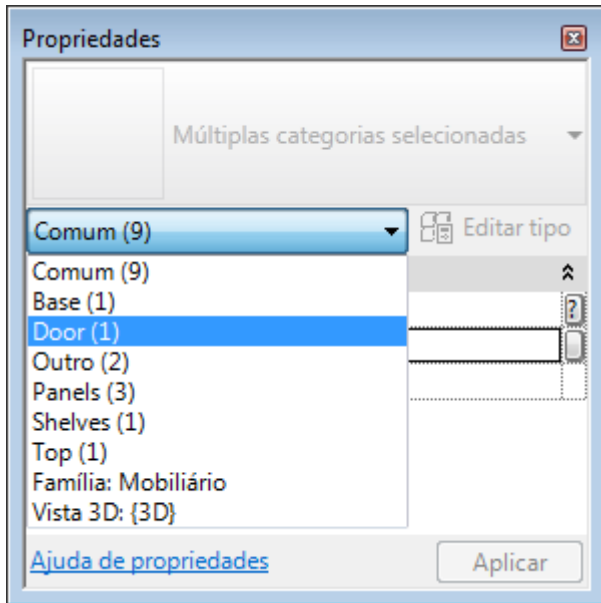 Propriedades
Múltiplas categorias selecionadas
Comum (9)
Editar tipo
Comum (9)
Base (1)
Door (1)
Outro (2)
Panels (3)
Shelves (1)
Top (1)
Família: Mobiliário
Vista 3D: {3D}
Ajuda de propriedades
Aplicar